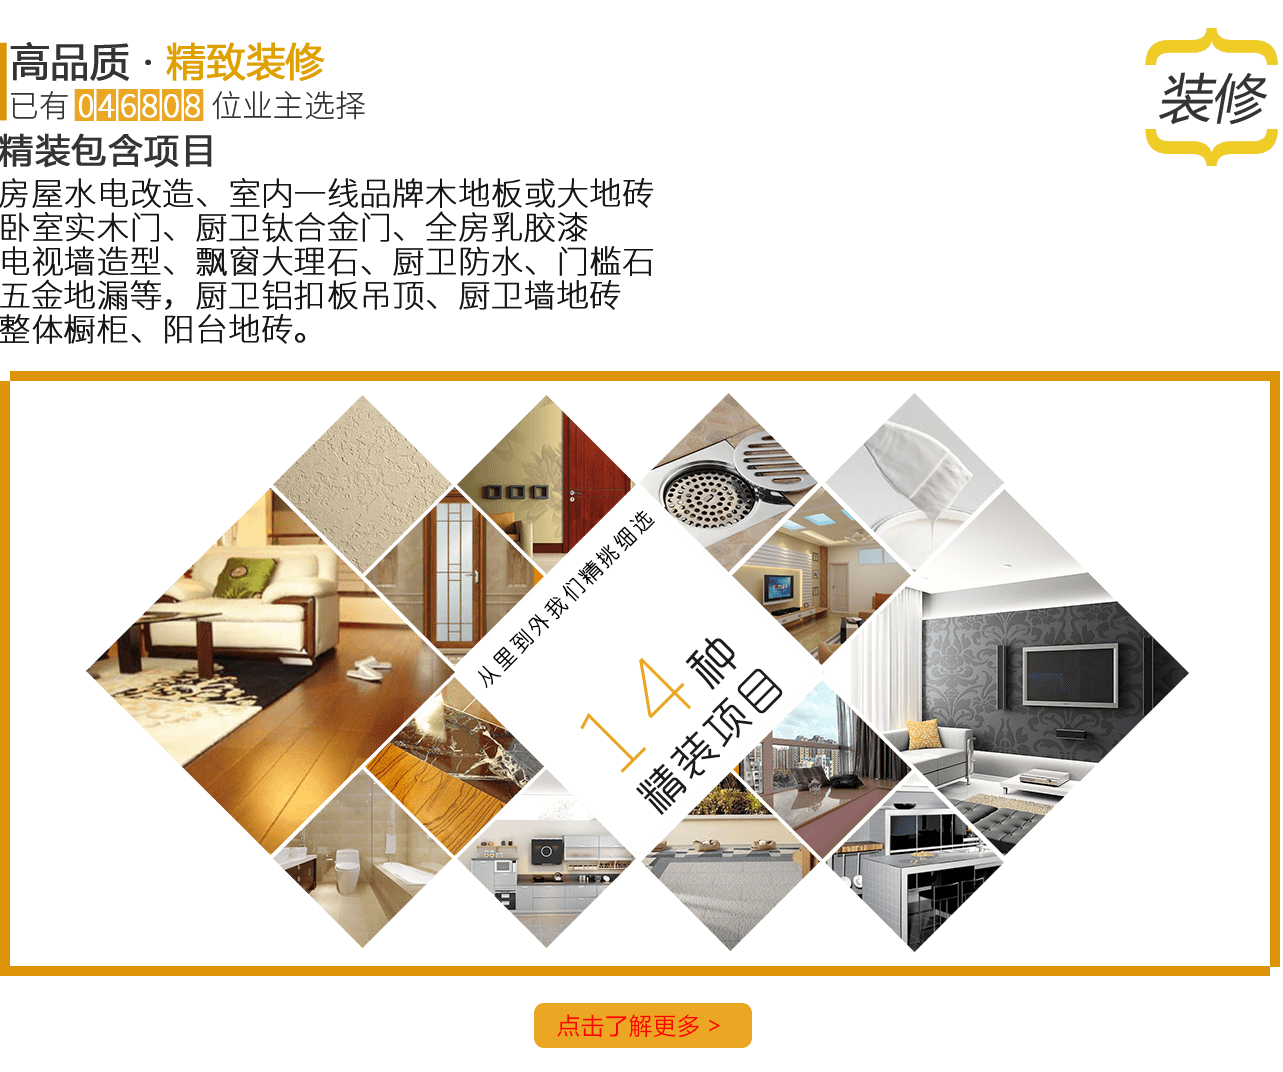 高品质 · 精致装修
已有 046808 位业主选择
装修
精装包含项目
房屋水电改造、室内一线品牌木地板或大地砖
卧室实木门、厨卫钛合金门、全房乳胶漆
电视墙造型、飘窗大理石、厨卫防水、门槛石
五金地漏等，厨卫铝扣板吊顶、厨卫墙地砖
整体橱柜、阳台地砖。
从里到外我们精挑细选
14种
精装项目
点击了解更多 >